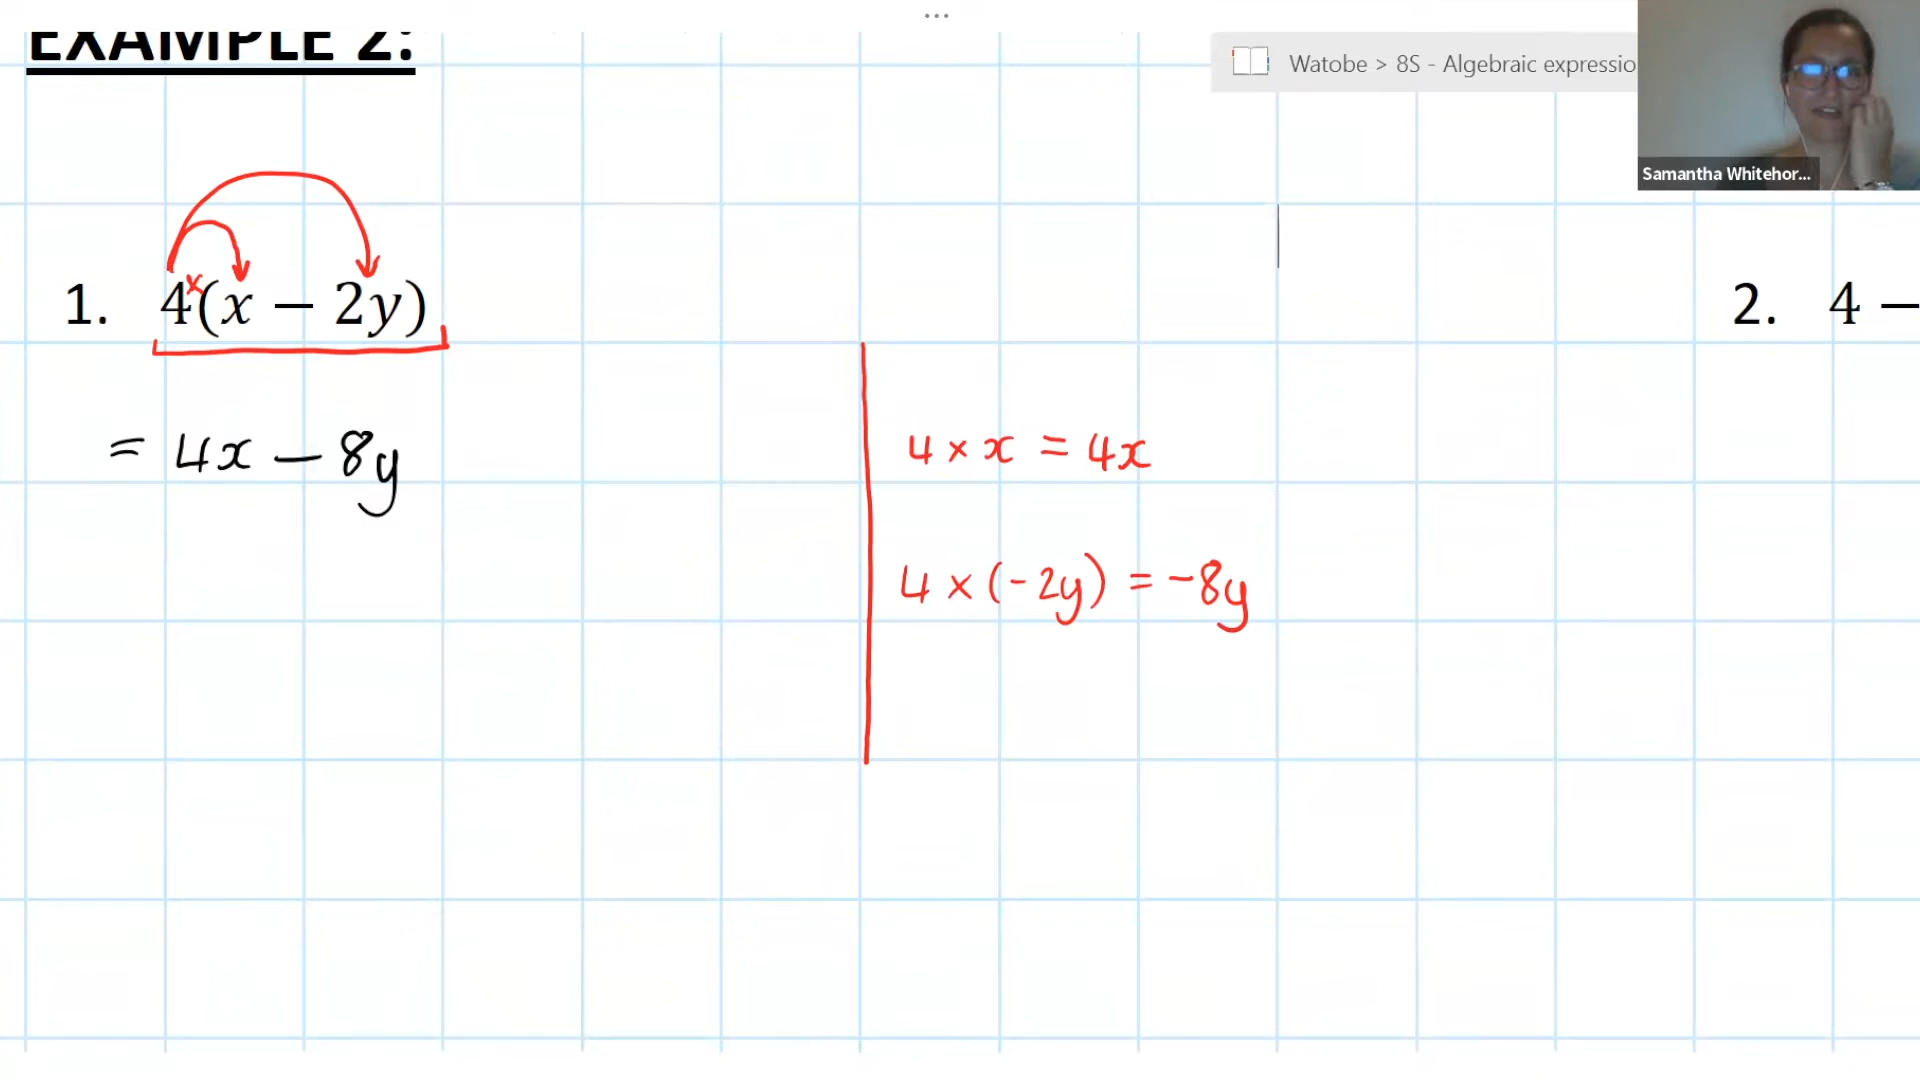 ...
EXAMPLE 2:
Watobe > 8S - Algebraic expressio
Samantha Whitehor...
1. 4×(x − 2y)
2. 4 −
= 4x − 8y
4 × x = 4x
4 × (-2y) = -8y